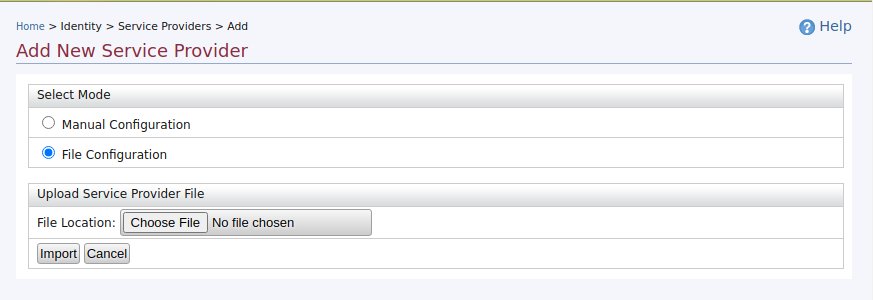 Home > Identity > Service Providers > Add
Help
Add New Service Provider
Select Mode
Manual Configuration
File Configuration
Upload Service Provider File
File Location: Choose File No file chosen
Import Cancel